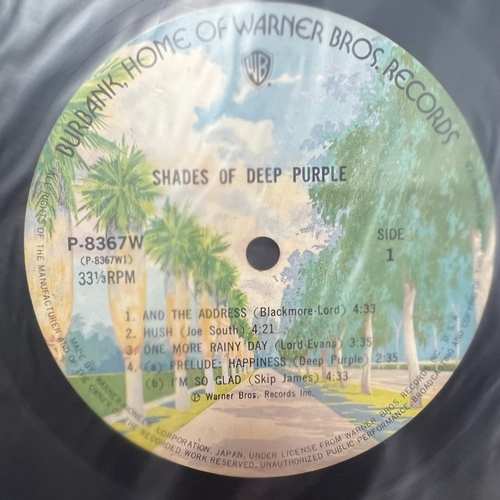 BURBANK, HOME OF WARNER BROS. RECORDS
WB
SHADES OF DEEP PURPLE
P-8367W
(P-8367W1)
33⅓RPM
SIDE
1
1. AND THE ADDRESS (Blackmore-Lord) 4:33
2. HUSH (Joe South) 4:21
3. ONE MORE RAINY DAY (Lord-Evans) 3:35
4. (a) PRELUDE: HAPPINESS (Deep Purple) 2:35
(b) I'M SO GLAD (Skip James) 4:33
Ⓟ Warner Bros. Records Inc.
CORPORATION, JAPAN, UNDER LICENSE FROM WARNER BROS. RECORDS INC.
OF THE MANUFACTURER AND
WORK RESERVED. UNAUTHORIZED PUBLIC PERFORMANCE, BROADCASTING AND